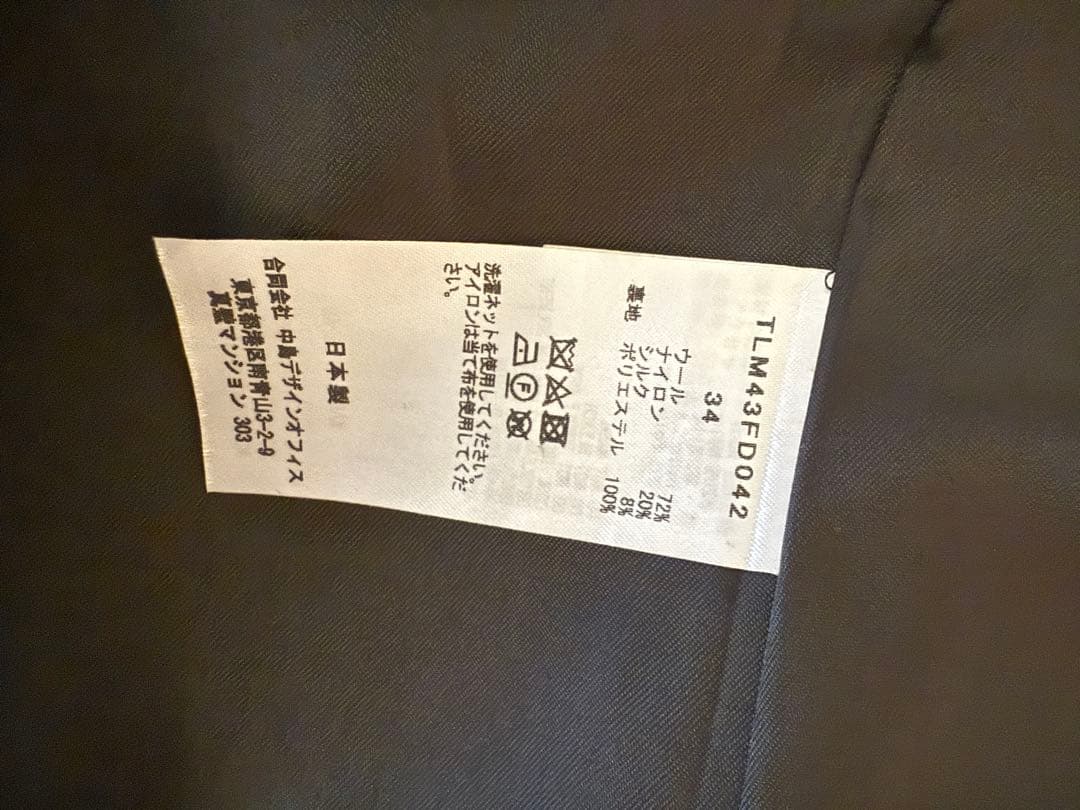 TLM43FD042
34
ウール 72%
ナイロン 20%
シルク 8%
裏地 ポリエステル 100%
洗濯ネットを使用してください。
アイロンは当て布を使用してくだ
さい。
日本製
合同会社 中島デザインオフィス
東京都港区南青山3-2-9
真壁マンション 303